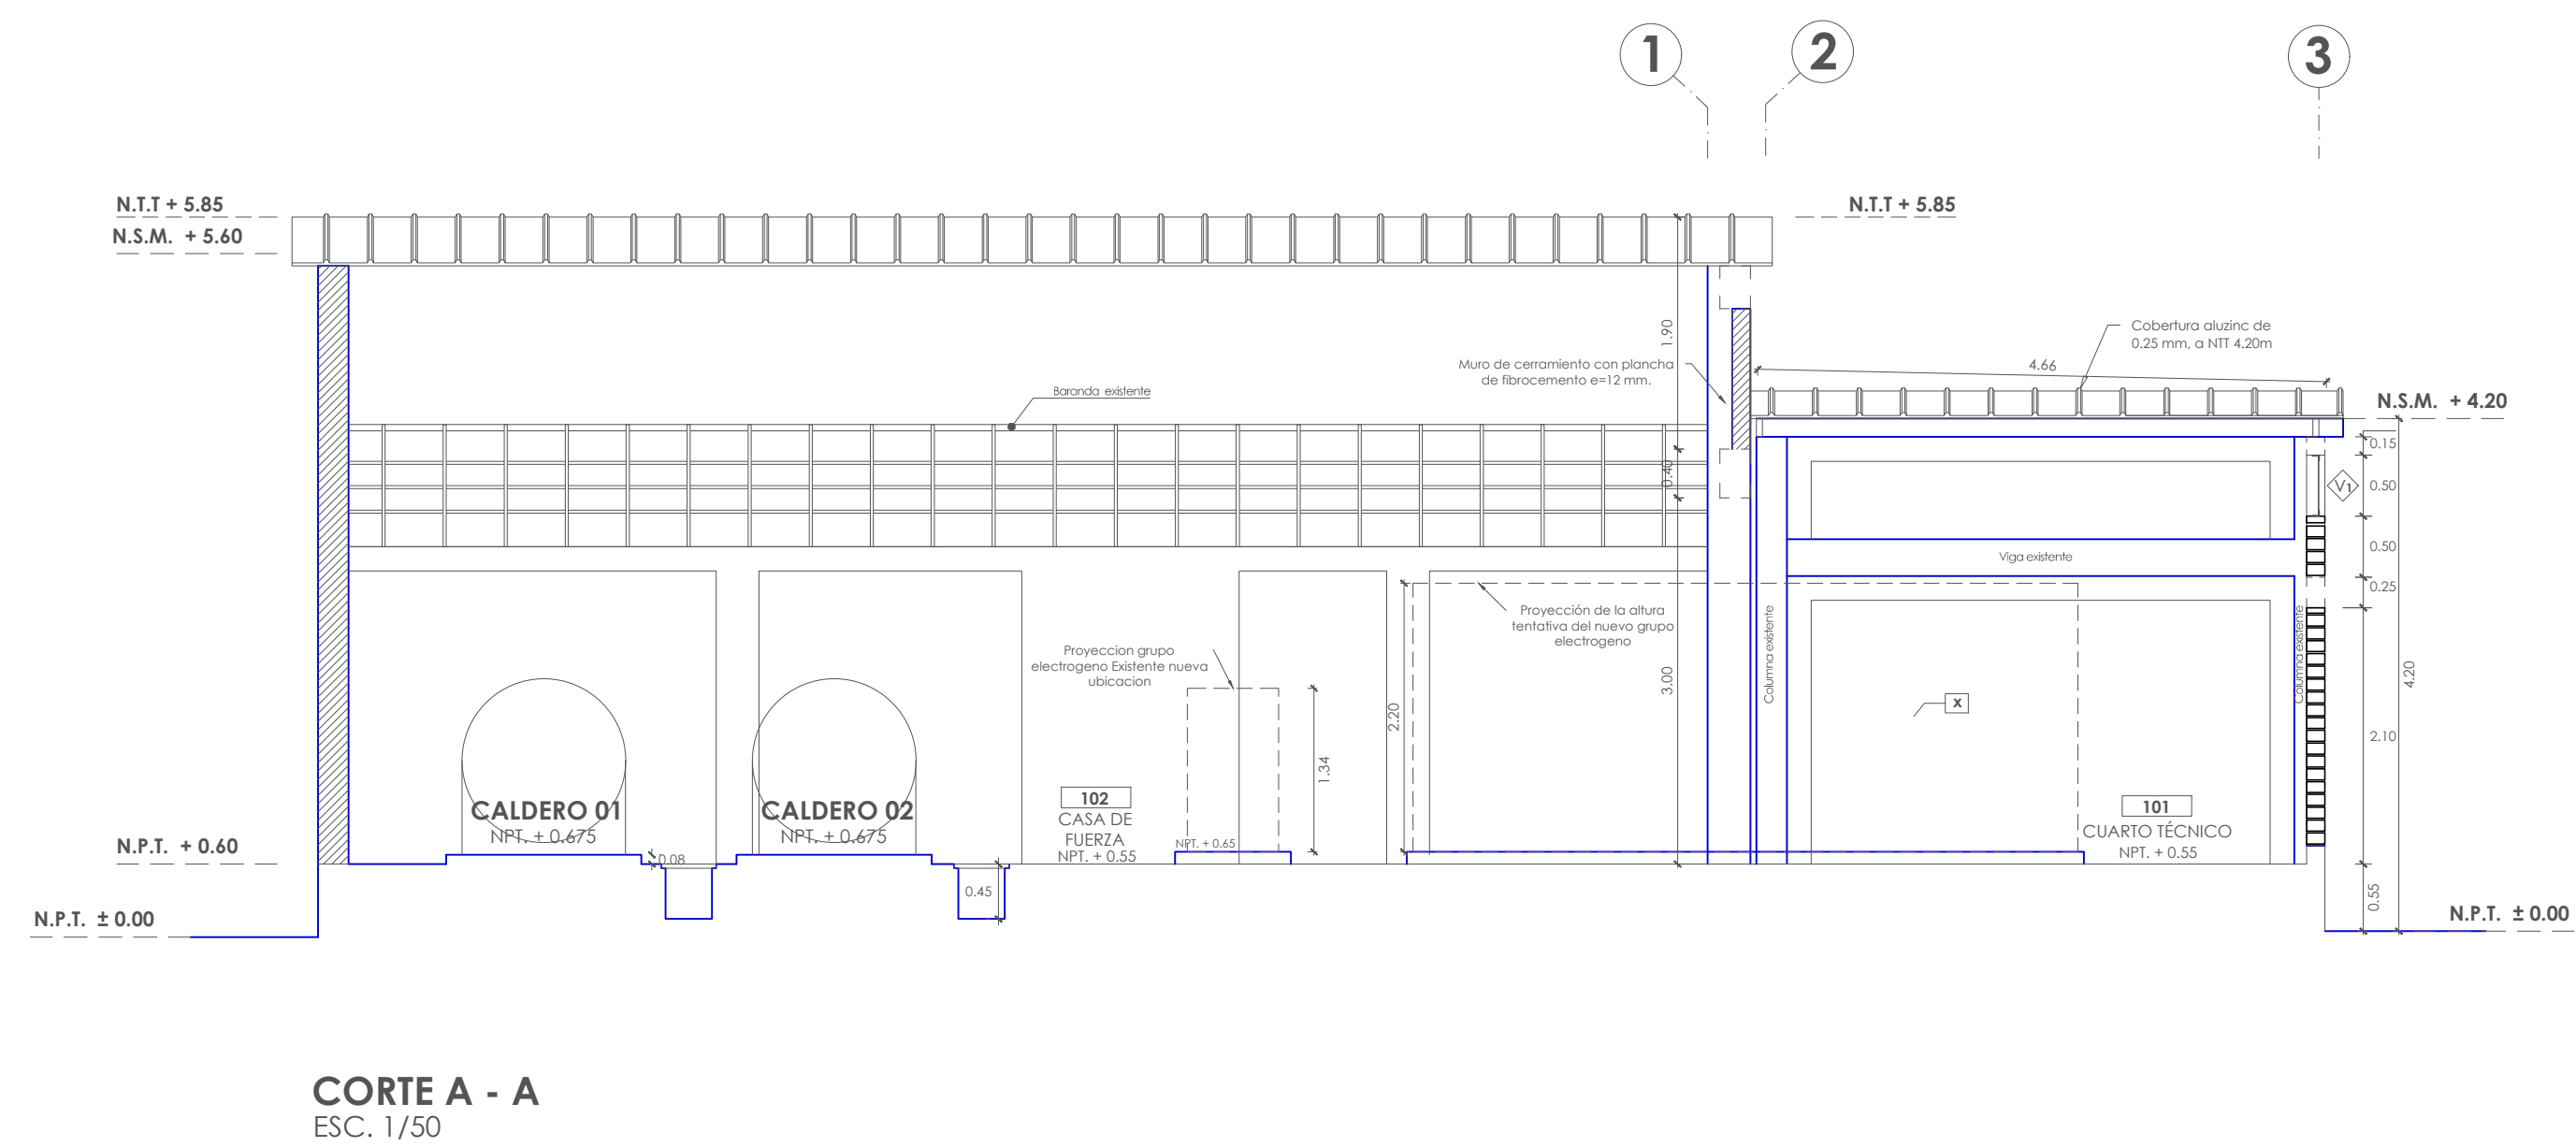 1
2
3
N.T.T + 5.85
N.S.M. + 5.60
N.T.T + 5.85
Cobertura aluzinc de
0.25 mm, a NTT 4.20m
1.90
Muro de cerramiento con plancha
de fibrocemento e=12 mm.
4.66
Baranda existente
N.S.M. + 4.20
0.15
0.40
V1
0.50
0.50
Viga existente
0.25
Proyección de la altura
tentativa del nuevo grupo
electrogeno
Proyeccion grupo
electrogeno Existente nueva
ubicacion
Columna existente
Columna existente
3.00
4.20
2.20
x
2.10
1.34
CALDERO 01
NPT. + 0.675
CALDERO 02
NPT. + 0.675
102
CASA DE
FUERZA
NPT. + 0.55
NPT. + 0.65
101
CUARTO TÉCNICO
NPT. + 0.55
N.P.T. + 0.60
0.08
0.45
0.55
N.P.T. ± 0.00
N.P.T. ± 0.00
CORTE A - A
ESC. 1/50